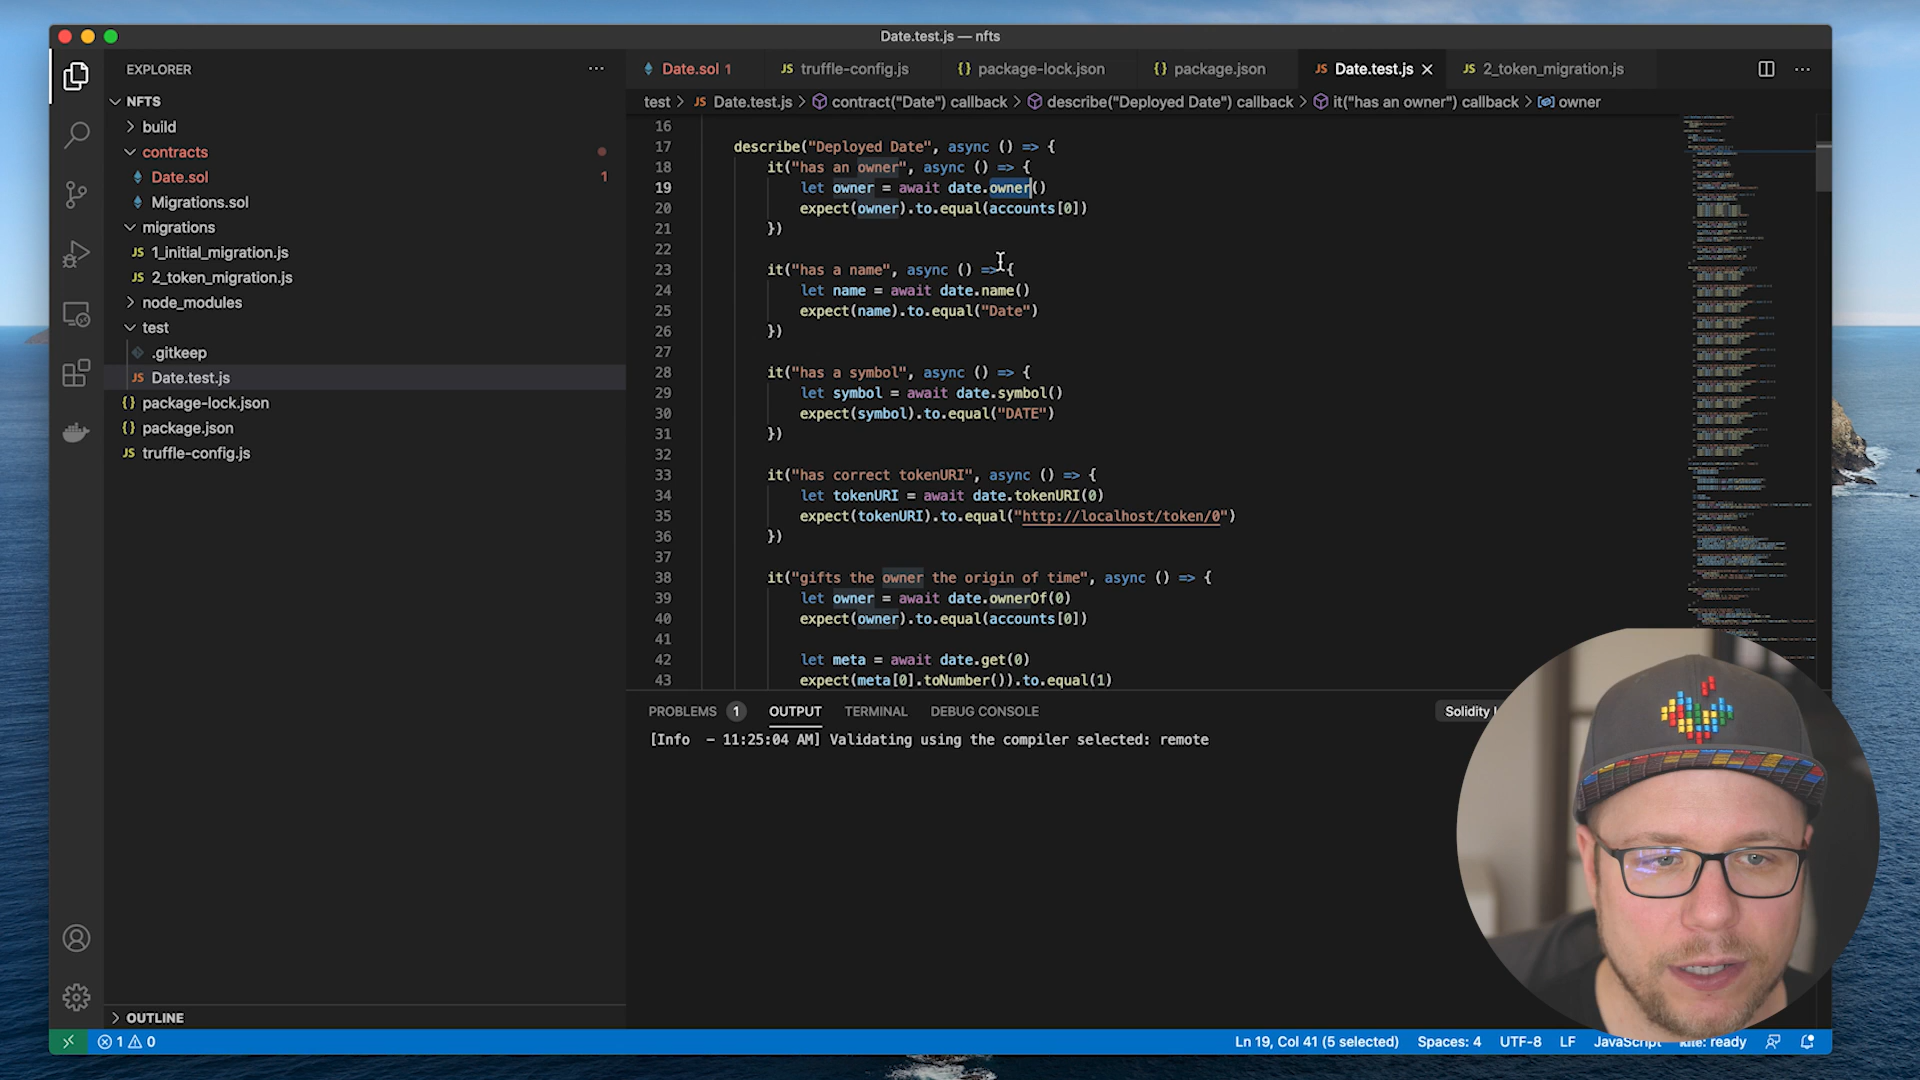 Date.test.js — nfts
EXPLORER
NFTS
build
contracts
Date.sol 1
Migrations.sol
migrations
JS 1_initial_migration.js
JS 2_token_migration.js
node_modules
test
.gitkeep
JS Date.test.js
{} package-lock.json
{} package.json
JS truffle-config.js
OUTLINE
Date.sol 1 JS truffle-config.js {} package-lock.json {} package.json JS Date.test.js JS 2_token_migration.js
test > JS Date.test.js > contract("Date") callback > describe("Deployed Date") callback > it("has an owner") callback > owner
16
17 describe("Deployed Date", async () => {
18 it("has an owner", async () => {
19 let owner = await date.owner()
20 expect(owner).to.equal(accounts[0])
21 })
22
23 it("has a name", async () => {
24 let name = await date.name()
25 expect(name).to.equal("Date")
26 })
27
28 it("has a symbol", async () => {
29 let symbol = await date.symbol()
30 expect(symbol).to.equal("DATE")
31 })
32
33 it("has correct tokenURI", async () => {
34 let tokenURI = await date.tokenURI(0)
35 expect(tokenURI).to.equal("http://localhost/token/0")
36 })
37
38 it("gifts the owner the origin of time", async () => {
39 let owner = await date.ownerOf(0)
40 expect(owner).to.equal(accounts[0])
41
42 let meta = await date.get(0)
43 expect(meta[0].toNumber()).to.equal(1)
PROBLEMS 1 OUTPUT TERMINAL DEBUG CONSOLE Solidity
[Info - 11:25:04 AM] Validating using the compiler selected: remote
1 0 Ln 19, Col 41 (5 selected) Spaces: 4 UTF-8 LF JavaScript kite: ready